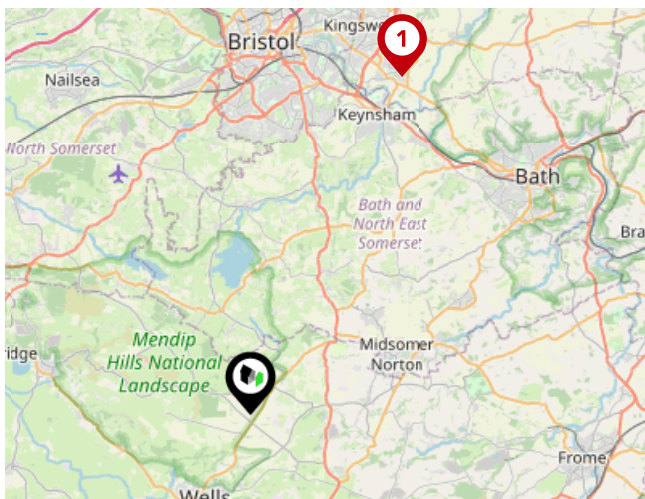 Kingsw
1
Bristol
Nailsea
Keynsham
North Somerset
Bath
Bath and
North East
Somerset
Bra
Mendip
Hills National
Landscape
Midsomer
Norton
ridge
Frome
Wells